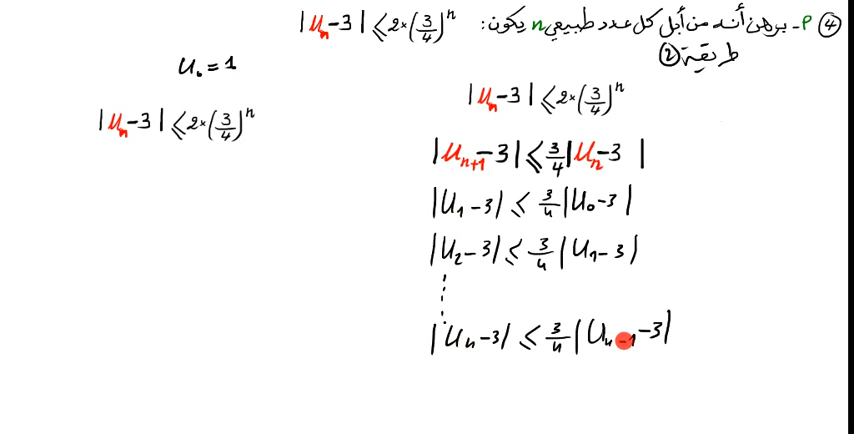 ④ م- برهن أنه من أجل كل عدد طبيعي n يكون: |Uₙ-3| ≤ 2×(3/4)ⁿ
طريقة ②
U₀ = 1
|Uₙ-3| ≤ 2×(3/4)ⁿ
|Uₙ-3| ≤ 2×(3/4)ⁿ
|Uₙ₊₁-3| ≤ 3/4 |Uₙ-3|
|U₁-3| ≤ 3/4 |U₀-3|
|U₂-3| ≤ 3/4 |U₁-3|
|Uₙ-3| ≤ 3/4 |Uₙ₋₁-3|